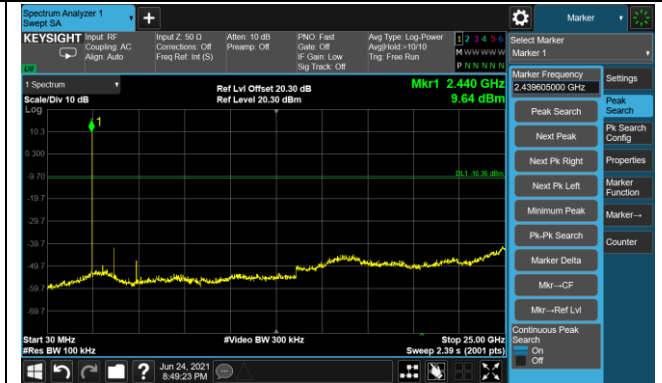 Spectrum Analyzer 1
Swept SA
Marker
KEYSIGHT
Input: RF
Coupling: AC
Align: Auto
Input Z: 50 Ω
Corrections: Off
Freq Ref: Int (S)
Atten: 10 dB
Preamp: Off
PNO: Fast
Gate: Off
IF Gain: Low
Sig Track: Off
Avg Type: Log-Power
Avg|Hold:>10/10
Trig: Free Run
1 2 3 4 5 6
M W W W W W
P N N N N N
Select Marker
Marker 1
1 Spectrum
Scale/Div 10 dB
Log
Ref Lvl Offset 20.30 dB
Ref Level 20.30 dBm
Mkr1 2.440 GHz
9.64 dBm
1
10.3
0.300
-9.70
-19.7
-29.7
-39.7
-49.7
-59.7
-69.7
DL1 -10.36 dBm
Start 30 MHz
#Res BW 100 kHz
#Video BW 300 kHz
Stop 25.00 GHz
Sweep 2.39 s (2001 pts)
Marker Frequency
2.439605000 GHz
Peak Search
Next Peak
Next Pk Right
Next Pk Left
Minimum Peak
Pk-Pk Search
Marker Delta
Mkr→CF
Mkr→Ref Lvl
Continuous Peak
Search
On
Off
Settings
Peak
Search
Pk Search
Config
Properties
Marker
Function
Marker→
Counter
Jun 24, 2021
8:49:23 PM